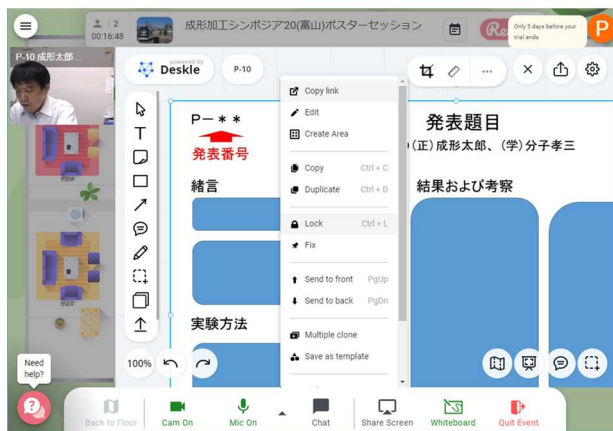 2
00:16:48
成形加工シンポジア'20(富山)ポスターセッション
Re
Only 5 days before your
trial ends
P
P-10 成形太郎...
powered by
Deskle
P-10
Copy link
Edit
Create Area
Copy Ctrl + C
Duplicate Ctrl + D
Lock Ctrl + L
Fix
Send to front PgUp
Send to back PgDn
Multiple clone
Save as template
P－＊＊
発表番号
発表題目
(正)成形太郎、(学)分子孝三
緒言
結果および考察
実験方法
100%
Need
help?
Back to Floor
Cam On
Mic On
Chat
Share Screen
Whiteboard
Quit Event